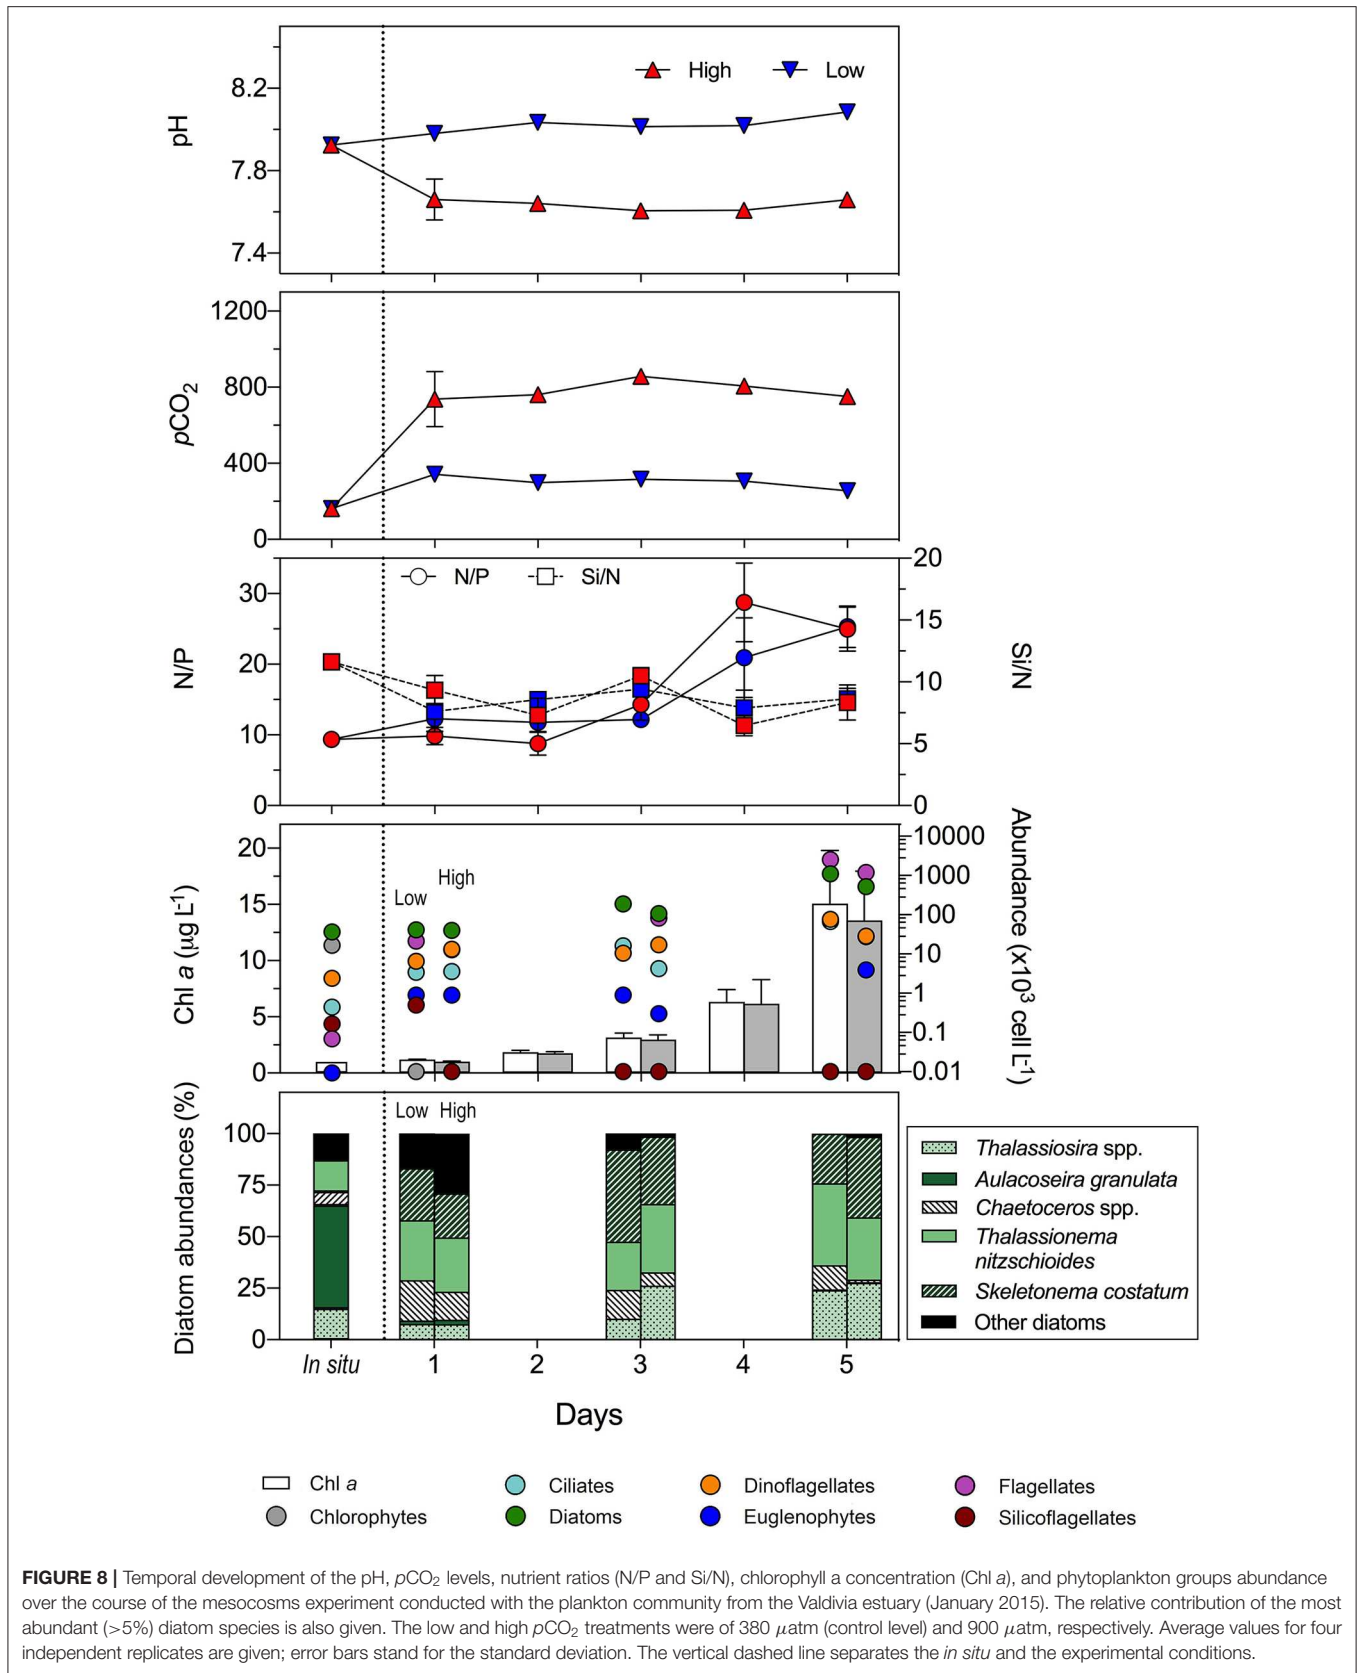 High Low
8.2
7.8
7.4
pH
1200
800
400
0
pCO2
N/P Si/N
30
20
10
0
N/P
20
15
10
5
0
Si/N
20
15
10
5
0
Chl a (µg L-1)
Low
High
10000
1000
100
10
1
0.1
0.01
Abundance (x103 cell L-1)
Low High
100
75
50
25
0
Diatom abundances (%)
Thalassiosira spp.
Aulacoseira granulata
Chaetoceros spp.
Thalassionema
nitzschioides
Skeletonema costatum
Other diatoms
In situ 1 2 3 4 5
Days
Chl a Ciliates Dinoflagellates Flagellates
Chlorophytes Diatoms Euglenophytes Silicoflagellates
FIGURE 8 | Temporal development of the pH, pCO2 levels, nutrient ratios (N/P and Si/N), chlorophyll a concentration (Chl a), and phytoplankton groups abundance
over the course of the mesocosms experiment conducted with the plankton community from the Valdivia estuary (January 2015). The relative contribution of the most
abundant (>5%) diatom species is also given. The low and high pCO2 treatments were of 380 µatm (control level) and 900 µatm, respectively. Average values for four
independent replicates are given; error bars stand for the standard deviation. The vertical dashed line separates the in situ and the experimental conditions.